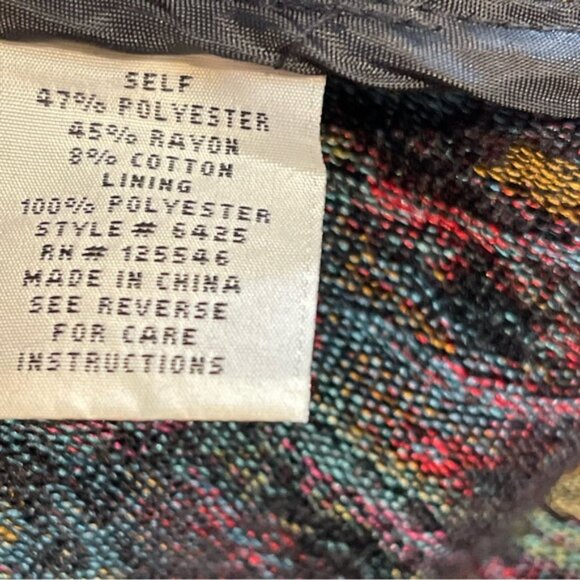 SELF
47% POLYESTER
45% RAYON
8% COTTON
LINING
100% POLYESTER
STYLE # 6425
RN # 125546
MADE IN CHINA
SEE REVERSE
FOR CARE
INSTRUCTIONS